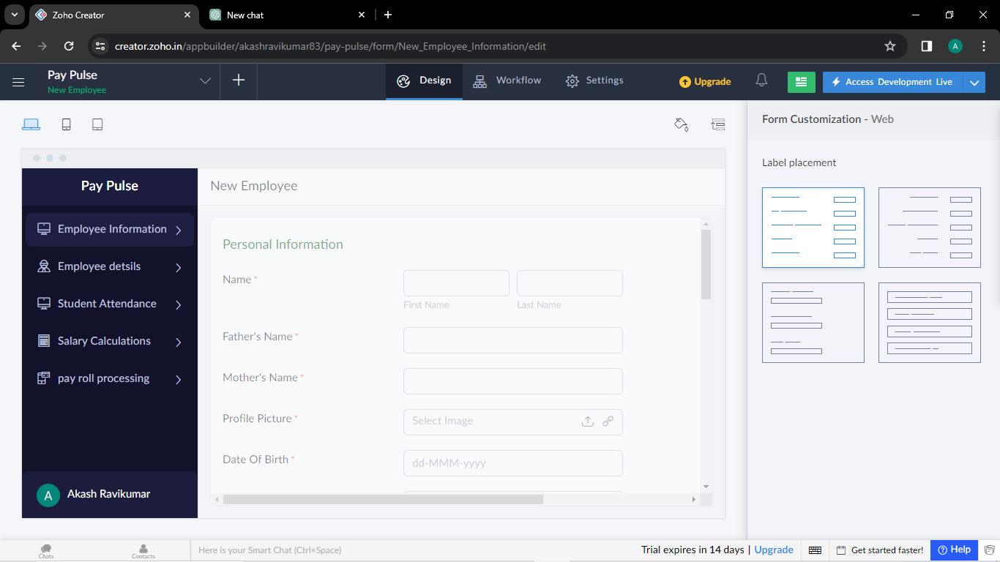 Zoho Creator
New chat
creator.zoho.in/appbuilder/akashravikumar83/pay-pulse/form/New_Employee_Information/edit
A
Pay Pulse
New Employee
Design
Workflow
Settings
Upgrade
Access Development Live
Form Customization - Web
Label placement
Pay Pulse
New Employee
Employee Information
Employee detsils
Student Attendance
Salary Calculations
pay roll processing
A
Akash Ravikumar
Personal Information
Name *
First Name
Last Name
Father's Name *
Mother's Name *
Profile Picture *
Select Image
Date Of Birth *
dd-MMM-yyyy
Chats
Contacts
Here is your Smart Chat (Ctrl+Space)
Trial expires in 14 days | Upgrade
Get started faster!
Help